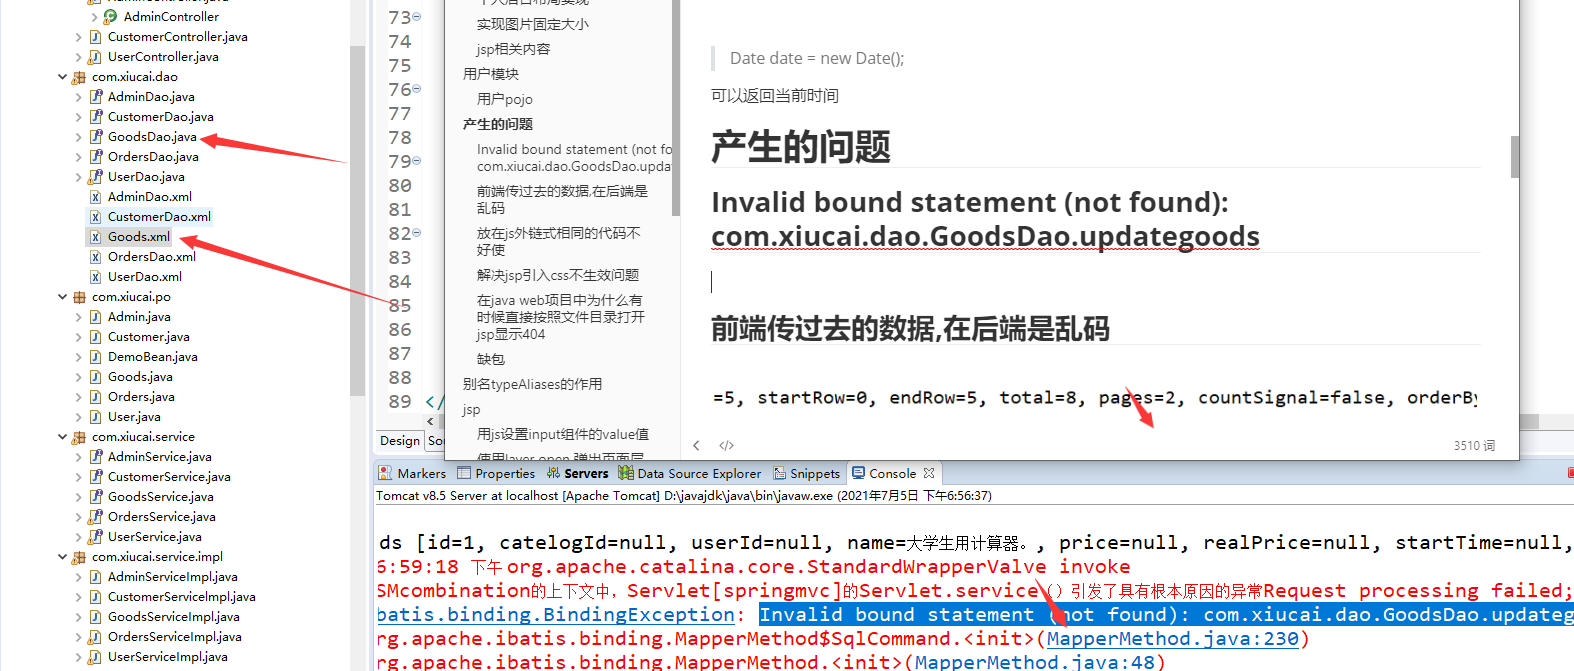 AdminController
CustomerController.java
UserController.java
com.xiucai.dao
AdminDao.java
CustomerDao.java
GoodsDao.java
OrdersDao.java
UserDao.java
AdminDao.xml
CustomerDao.xml
Goods.xml
OrdersDao.xml
UserDao.xml
com.xiucai.po
Admin.java
Customer.java
DemoBean.java
Goods.java
Orders.java
User.java
com.xiucai.service
AdminService.java
CustomerService.java
GoodsService.java
OrdersService.java
UserService.java
com.xiucai.service.impl
AdminServiceImpl.java
CustomerServiceImpl.java
GoodsServiceImpl.java
OrdersServiceImpl.java
UserServiceImpl.java
73
74
75
76
77
78
79
80
81
82
83
84
85
86
87
88
89 </
Design Sou
实现图片固定大小
jsp相关内容
用户模块
用户pojo
产生的问题
Invalid bound statement (not fo
com.xiucai.dao.GoodsDao.upda
前端传过去的数据,在后端是
乱码
放在js外链式相同的代码不
好使
解决jsp引入css不生效问题
在java web项目中为什么有
时候直接按照文件目录打开
jsp显示404
缺包
别名typeAliases的作用
jsp
用js设置input组件的value值
使用layer.open 弹出页面层
Date date = new Date();
可以返回当前时间
产生的问题
Invalid bound statement (not found):
com.xiucai.dao.GoodsDao.updategoods
前端传过去的数据,在后端是乱码
=5, startRow=0, endRow=5, total=8, pages=2, countSignal=false, orderBy
</> 3510 词
Markers Properties Servers Data Source Explorer Snippets Console
Tomcat v8.5 Server at localhost [Apache Tomcat] D:\javajdk\java\bin\javaw.exe (2021年7月5日 下午6:56:37)
ds [id=1, catelogId=null, userId=null, name=大学生用计算器。, price=null, realPrice=null, startTime=null,
6:59:18 下午 org.apache.catalina.core.StandardWrapperValve invoke
SMcombination的上下文中，Servlet[springmvc]的Servlet.service（）引发了具有根本原因的异常Request processing failed;
batis.binding.BindingException: Invalid bound statement (not found): com.xiucai.dao.GoodsDao.updateg
rg.apache.ibatis.binding.MapperMethod$SqlCommand.<init>(MapperMethod.java:230)
rg.apache.ibatis.binding.MapperMethod.<init>(MapperMethod.java:48)